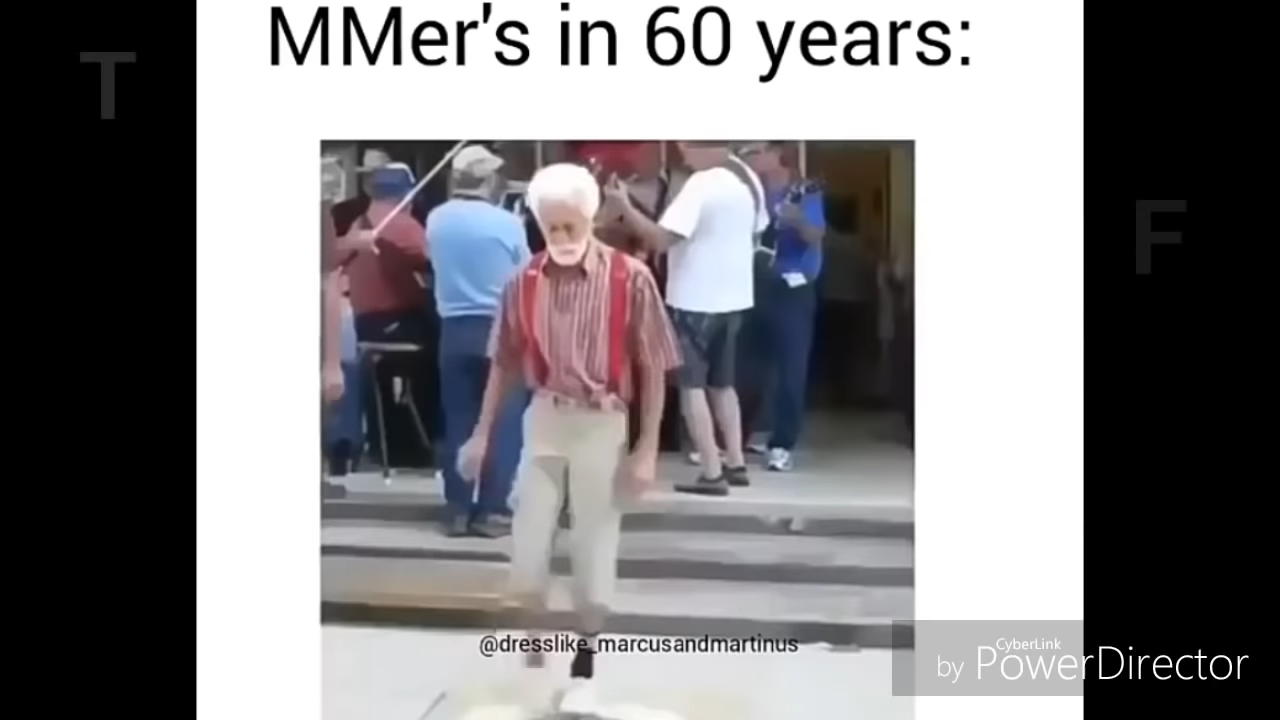 MMer's in 60 years:
T
F
@dresslike_marcusandmartinus
CyberLink
by PowerDirector